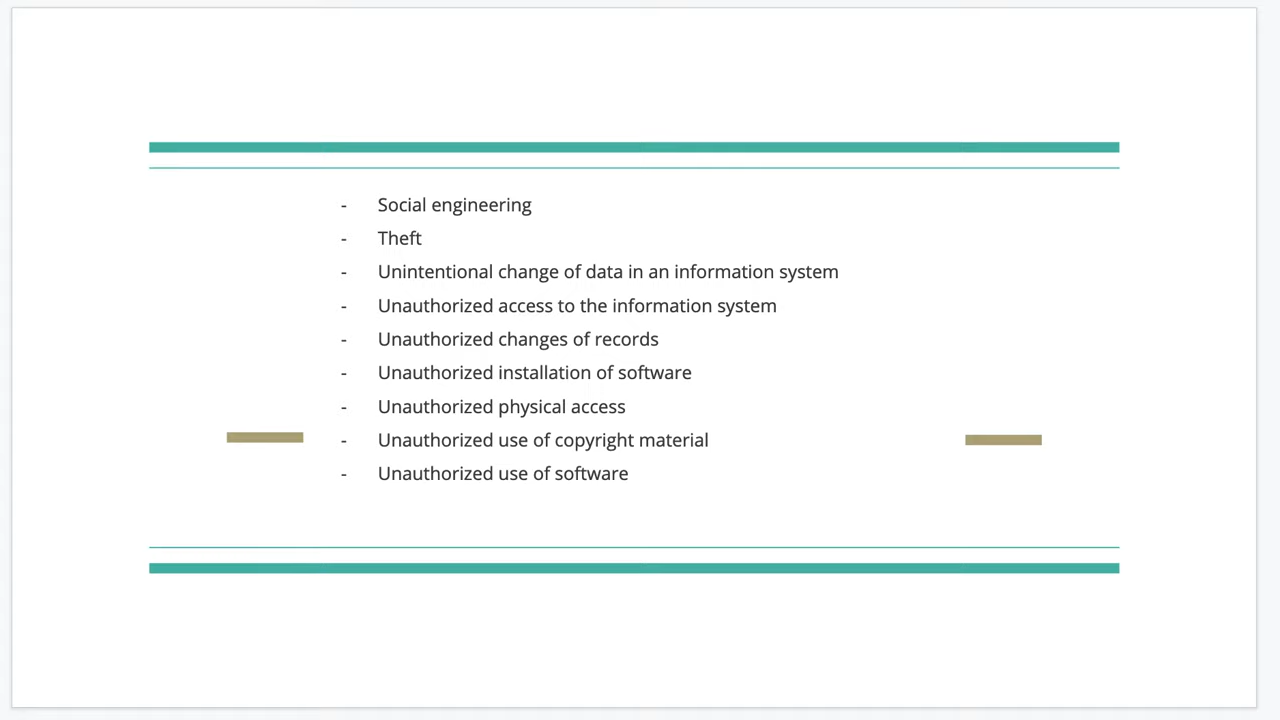 - Social engineering
- Theft
- Unintentional change of data in an information system
- Unauthorized access to the information system
- Unauthorized changes of records
- Unauthorized installation of software
- Unauthorized physical access
- Unauthorized use of copyright material
- Unauthorized use of software